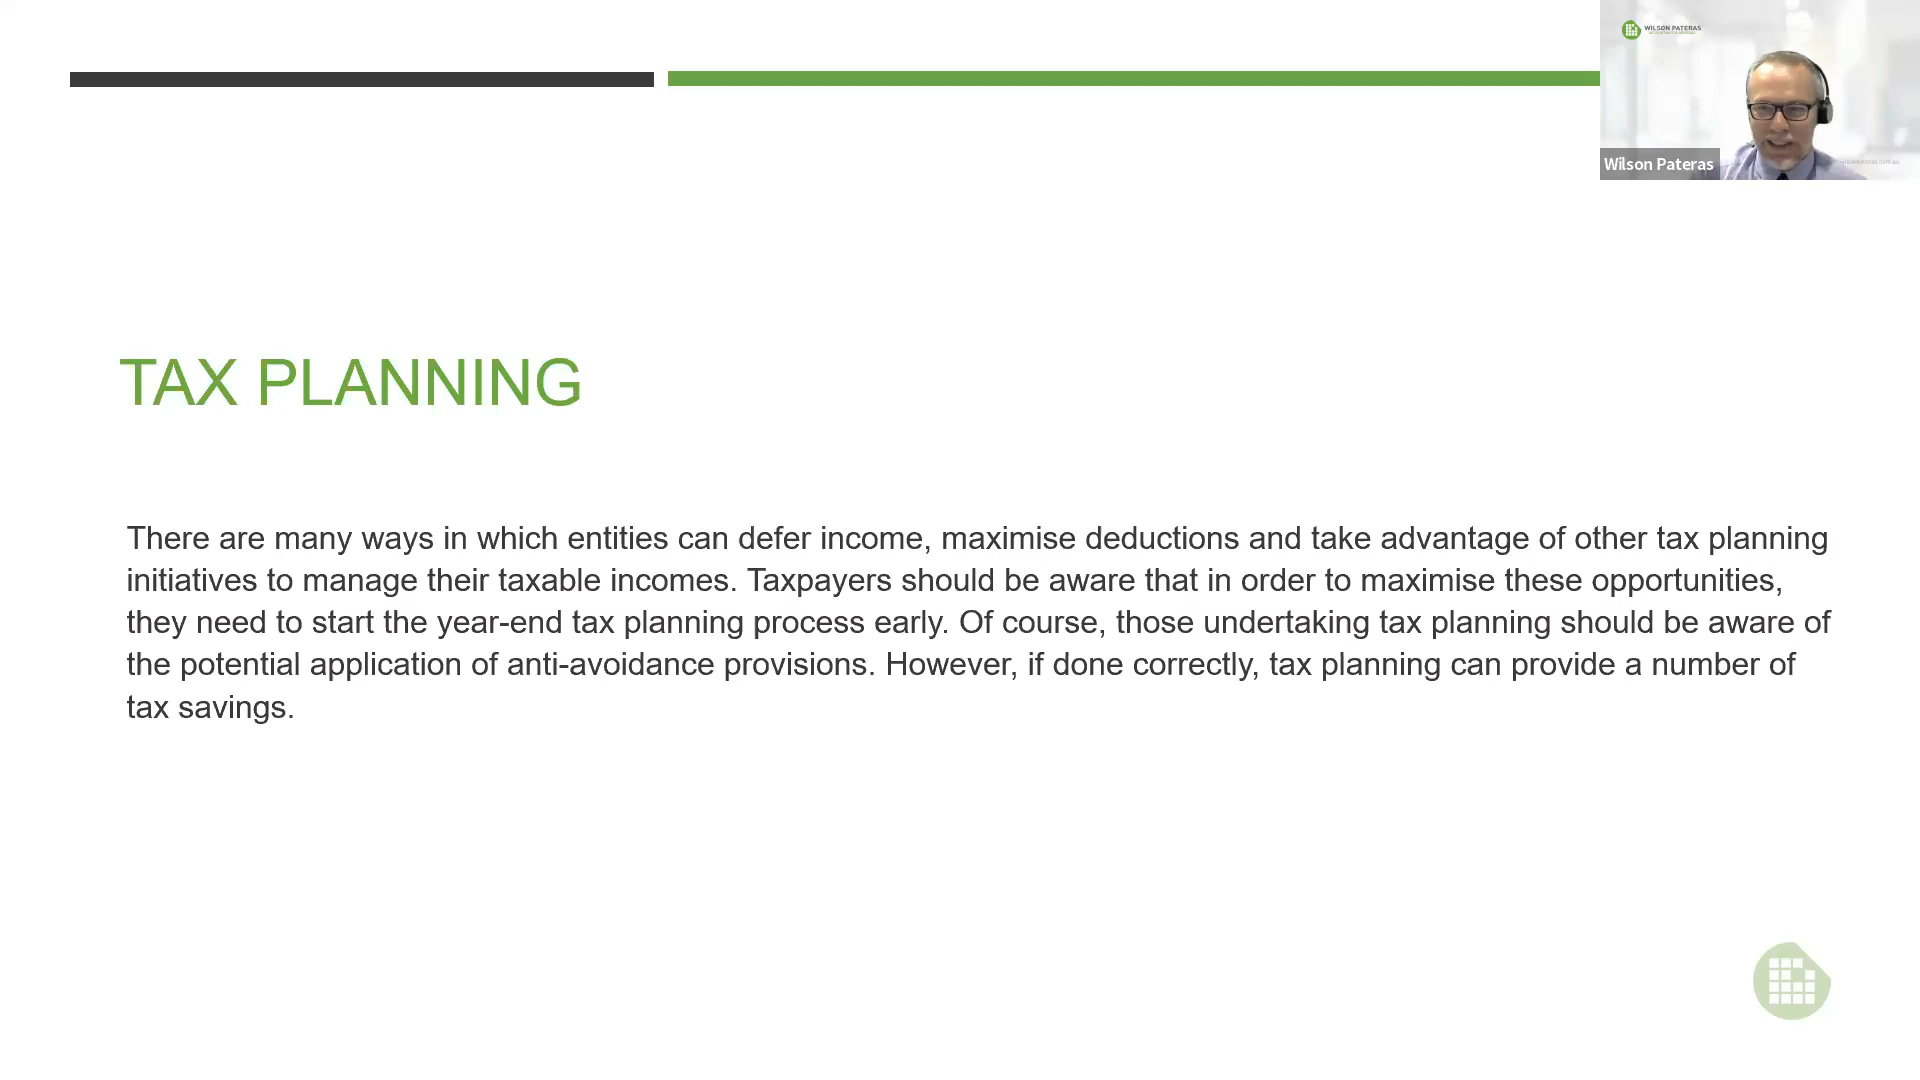 WILSON PATERAS
Wilson Pateras
TAX PLANNING
There are many ways in which entities can defer income, maximise deductions and take advantage of other tax planning
initiatives to manage their taxable incomes. Taxpayers should be aware that in order to maximise these opportunities,
they need to start the year-end tax planning process early. Of course, those undertaking tax planning should be aware of
the potential application of anti-avoidance provisions. However, if done correctly, tax planning can provide a number of
tax savings.